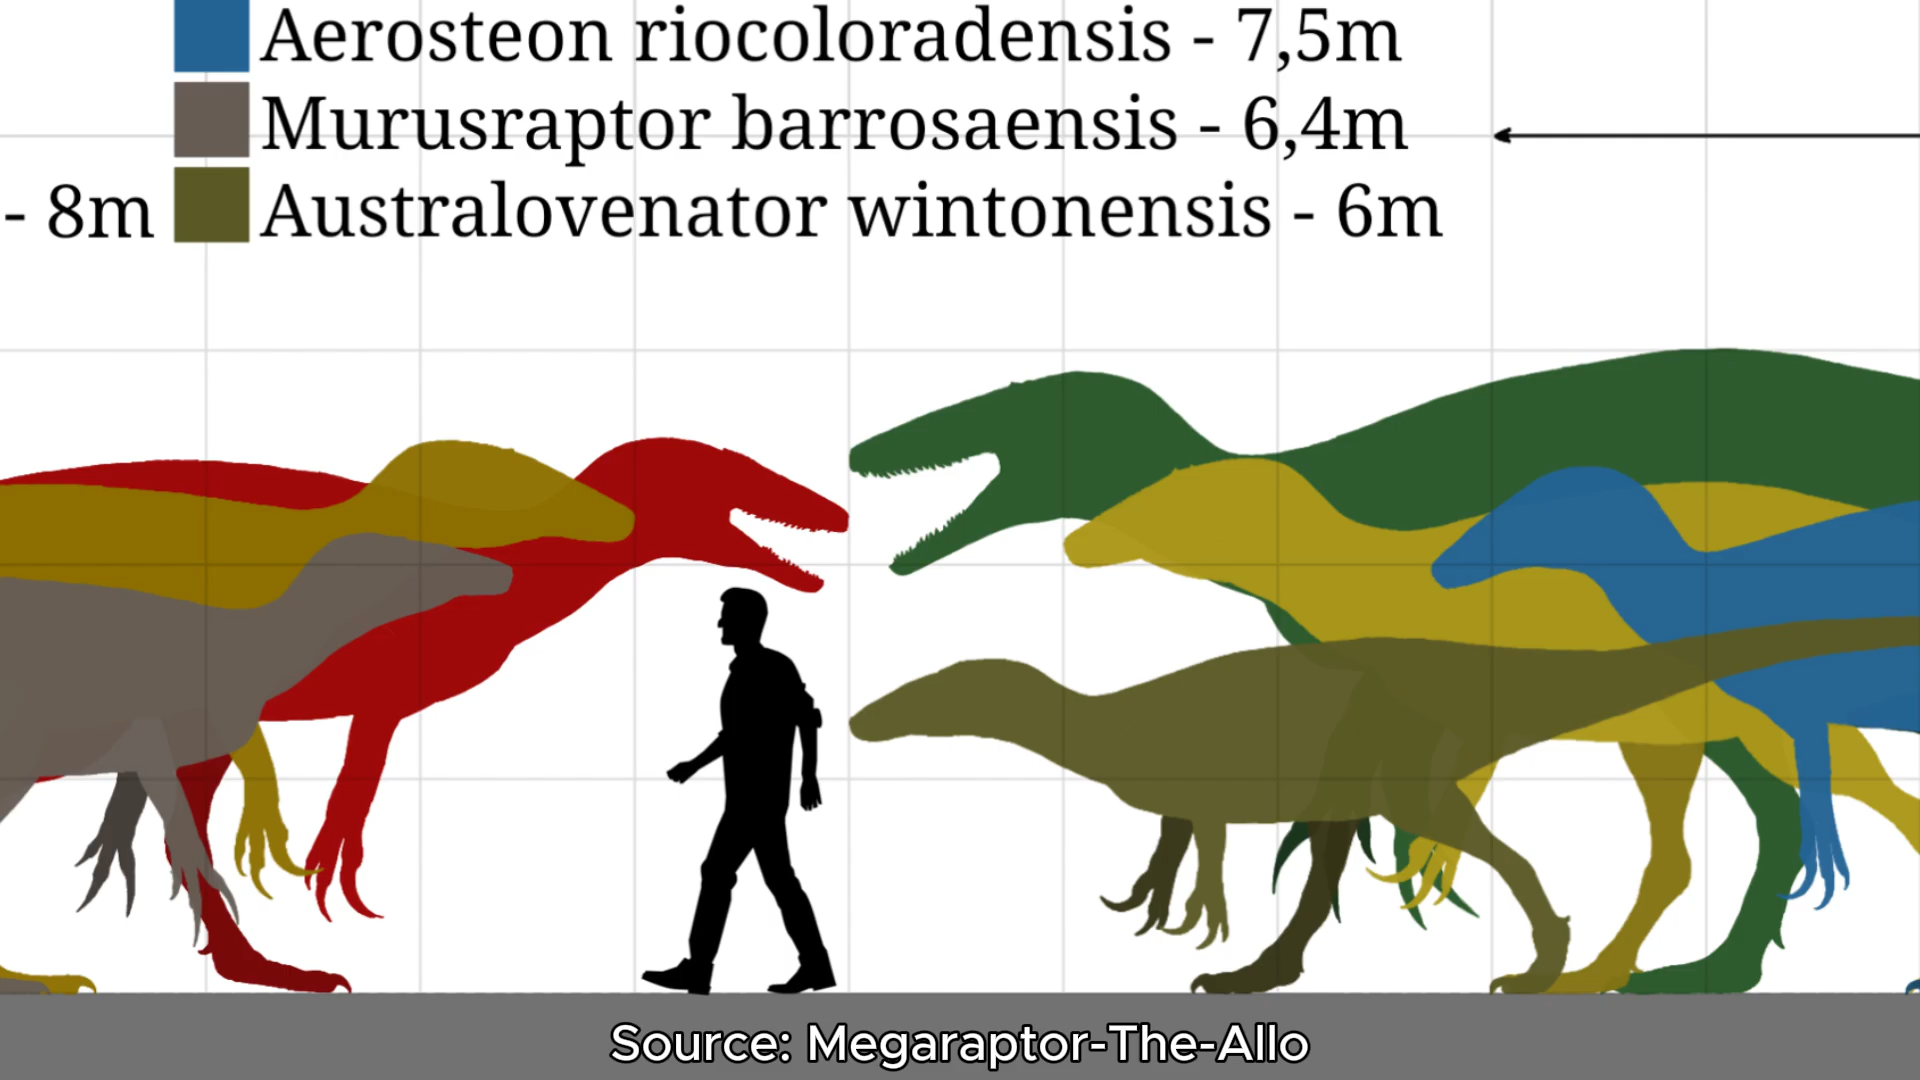 Aerosteon riocoloradensis - 7,5m
Murusraptor barrosaensis - 6,4m
- 8m
Australovenator wintonensis - 6m
Source: Megaraptor-The-Allo